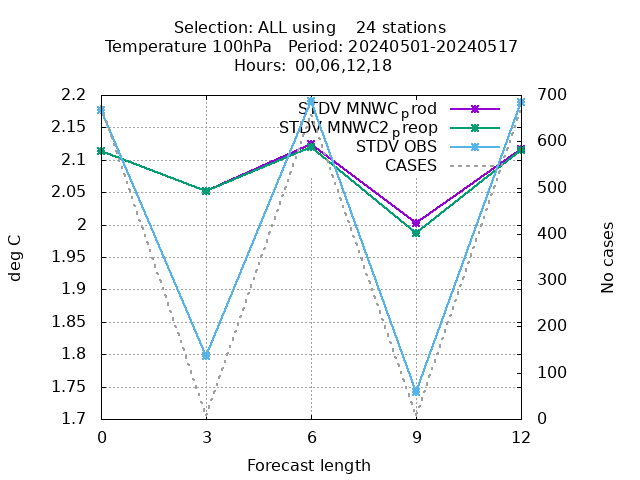 Selection: ALL using    24 stations
Temperature 100hPa   Period: 20240501-20240517
Hours:  00,06,12,18
STDV MNWC_prod
STDV MNWC2_preop
STDV OBS
CASES
2.2
2.15
2.1
2.05
2
1.95
1.9
1.85
1.8
1.75
1.7
700
600
500
400
300
200
100
0
deg C
No cases
0 3 6 9 12
Forecast length